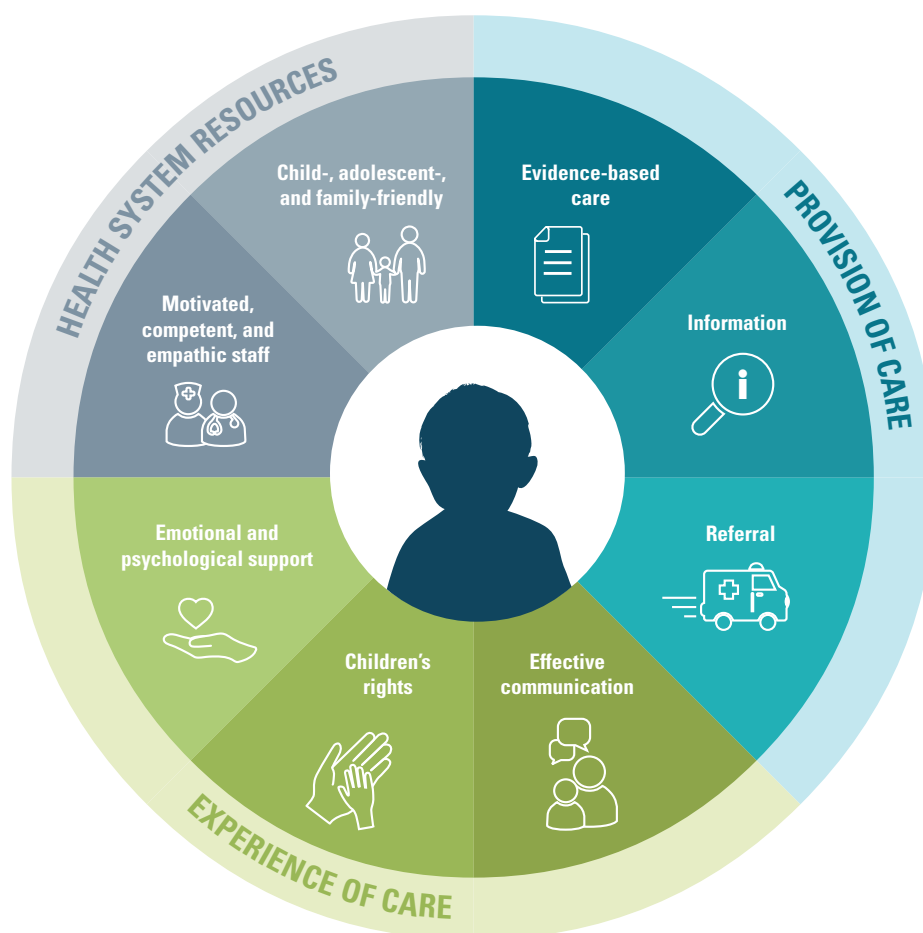 HEALTH SYSTEM RESOURCES
PROVISION OF CARE
EXPERIENCE OF CARE
Child-, adolescent-,
and family-friendly
Evidence-based
care
Information
Referral
Effective
communication
Children's
rights
Emotional and
psychological support
Motivated,
competent, and
empathic staff
i